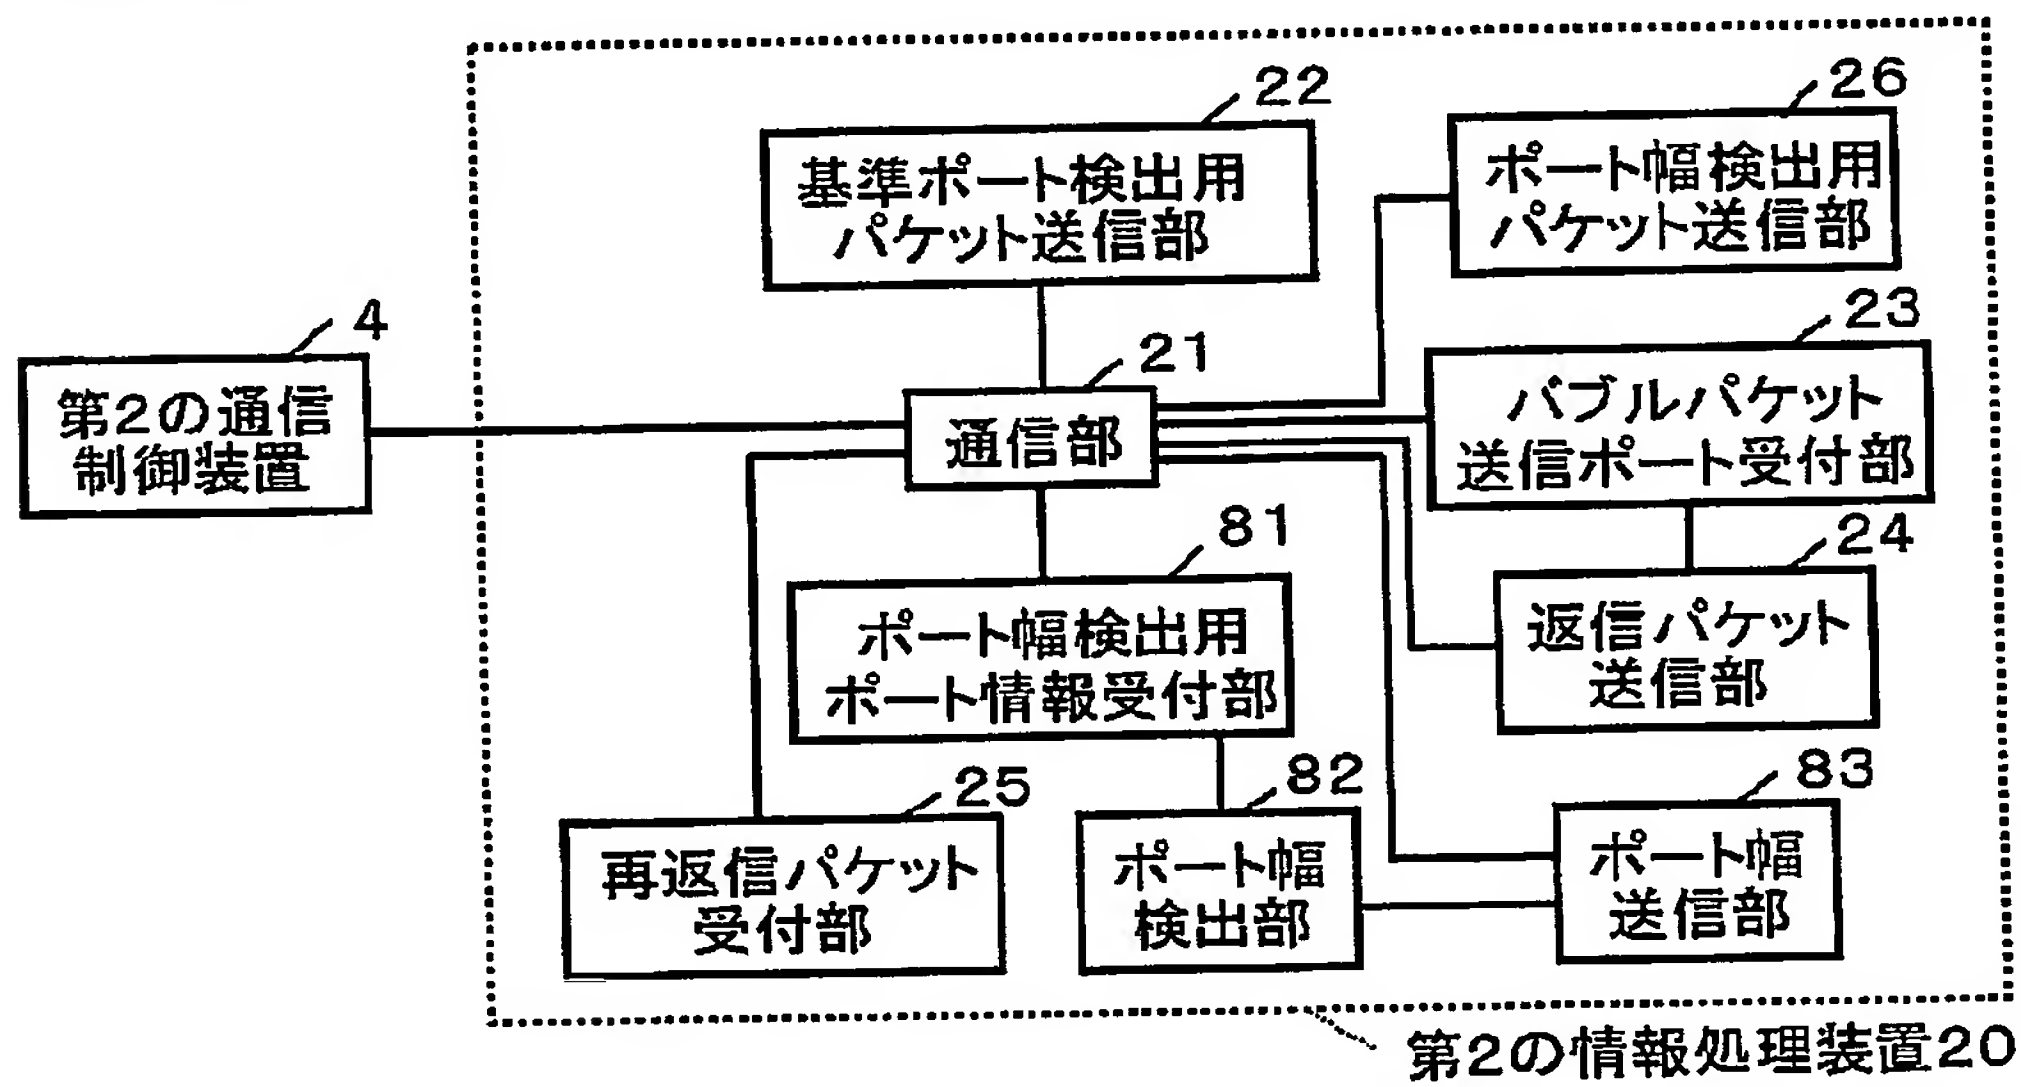 22
基準ポート検出用
パケット送信部
26
ポート幅検出用
パケット送信部
4
第2の通信
制御装置
21
通信部
23
バブルパケット
送信ポート受付部
81
ポート幅検出用
ポート情報受付部
24
返信パケット
送信部
25
再返信パケット
受付部
82
ポート幅
検出部
83
ポート幅
送信部
第2の情報処理装置20